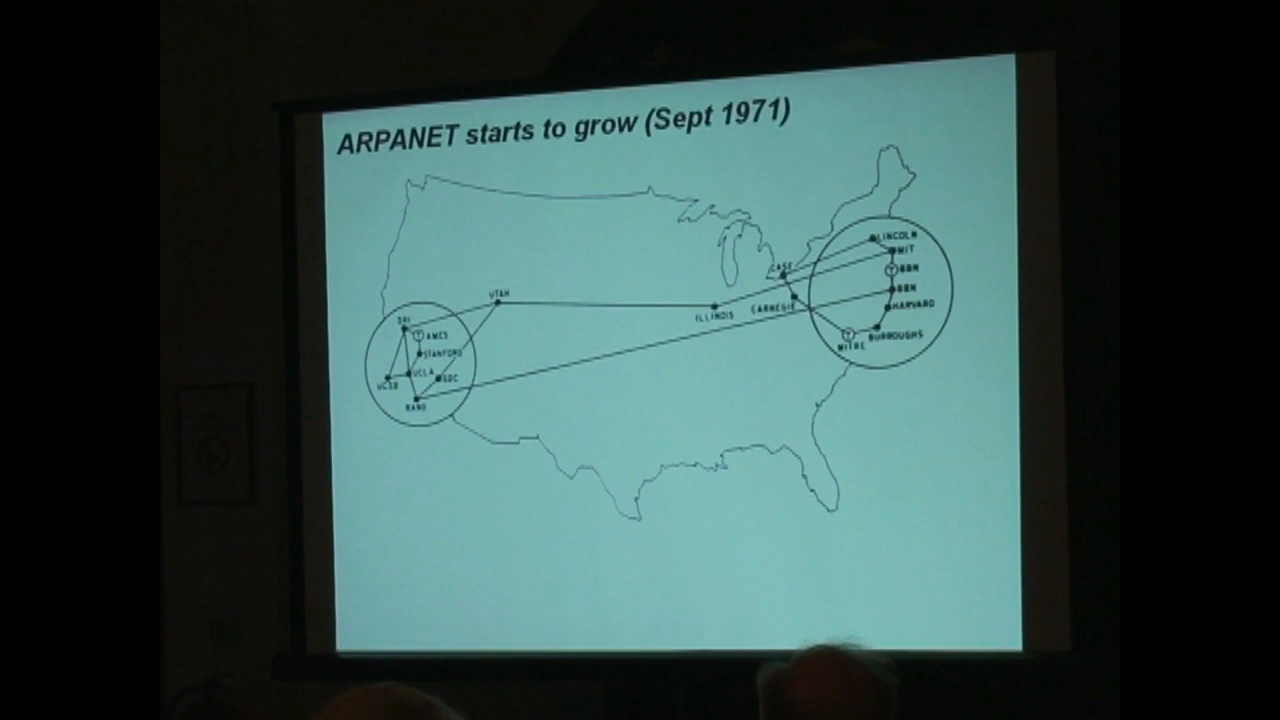 ARPANET starts to grow (Sept 1971)
LINCOLN
MIT
CASE
T BBN
BBN
UTAH
HARVARD
ILLINOIS
CARNEGIE
SRI
T AMES
BURROUGHS
T
MITRE
STANFORD
UCLA
SDC
UCSB
RAND